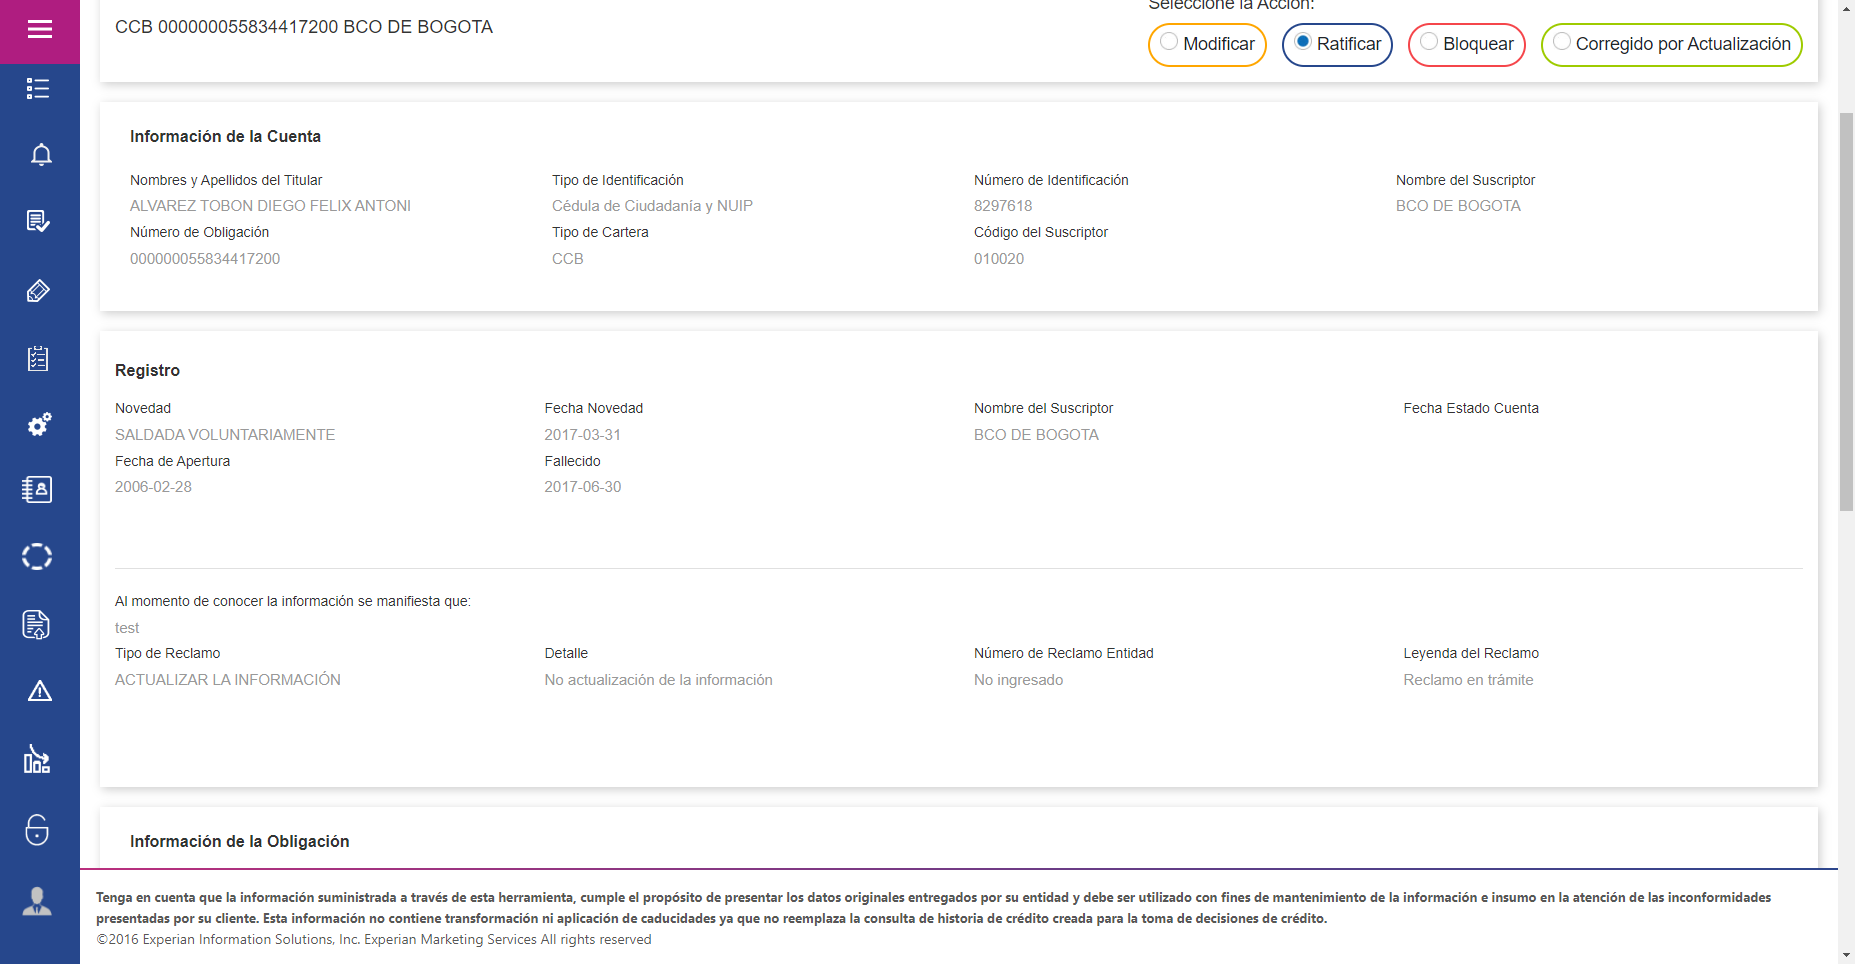 Seleccione la Acción:
CCB 000000055834417200 BCO DE BOGOTA
Modificar
Ratificar
Bloquear
Corregido por Actualización
Información de la Cuenta
Nombres y Apellidos del Titular
Tipo de Identificación
Número de Identificación
Nombre del Suscriptor
ALVAREZ TOBON DIEGO FELIX ANTONI
Cédula de Ciudadanía y NUIP
8297618
BCO DE BOGOTA
Número de Obligación
Tipo de Cartera
Código del Suscriptor
000000055834417200
CCB
010020
Registro
Novedad
Fecha Novedad
Nombre del Suscriptor
Fecha Estado Cuenta
SALDADA VOLUNTARIAMENTE
2017-03-31
BCO DE BOGOTA
Fecha de Apertura
Fallecido
2006-02-28
2017-06-30
Al momento de conocer la información se manifiesta que:
test
Tipo de Reclamo
Detalle
Número de Reclamo Entidad
Leyenda del Reclamo
ACTUALIZAR LA INFORMACIÓN
No actualización de la información
No ingresado
Reclamo en trámite
Información de la Obligación
Tenga en cuenta que la información suministrada a través de esta herramienta, cumple el propósito de presentar los datos originales entregados por su entidad y debe ser utilizado con fines de mantenimiento de la información e insumo en la atención de las inconformidades
presentadas por su cliente. Esta información no contiene transformación ni aplicación de caducidades ya que no reemplaza la consulta de historia de crédito creada para la toma de decisiones de crédito.
©2016 Experian Information Solutions, Inc. Experian Marketing Services All rights reserved